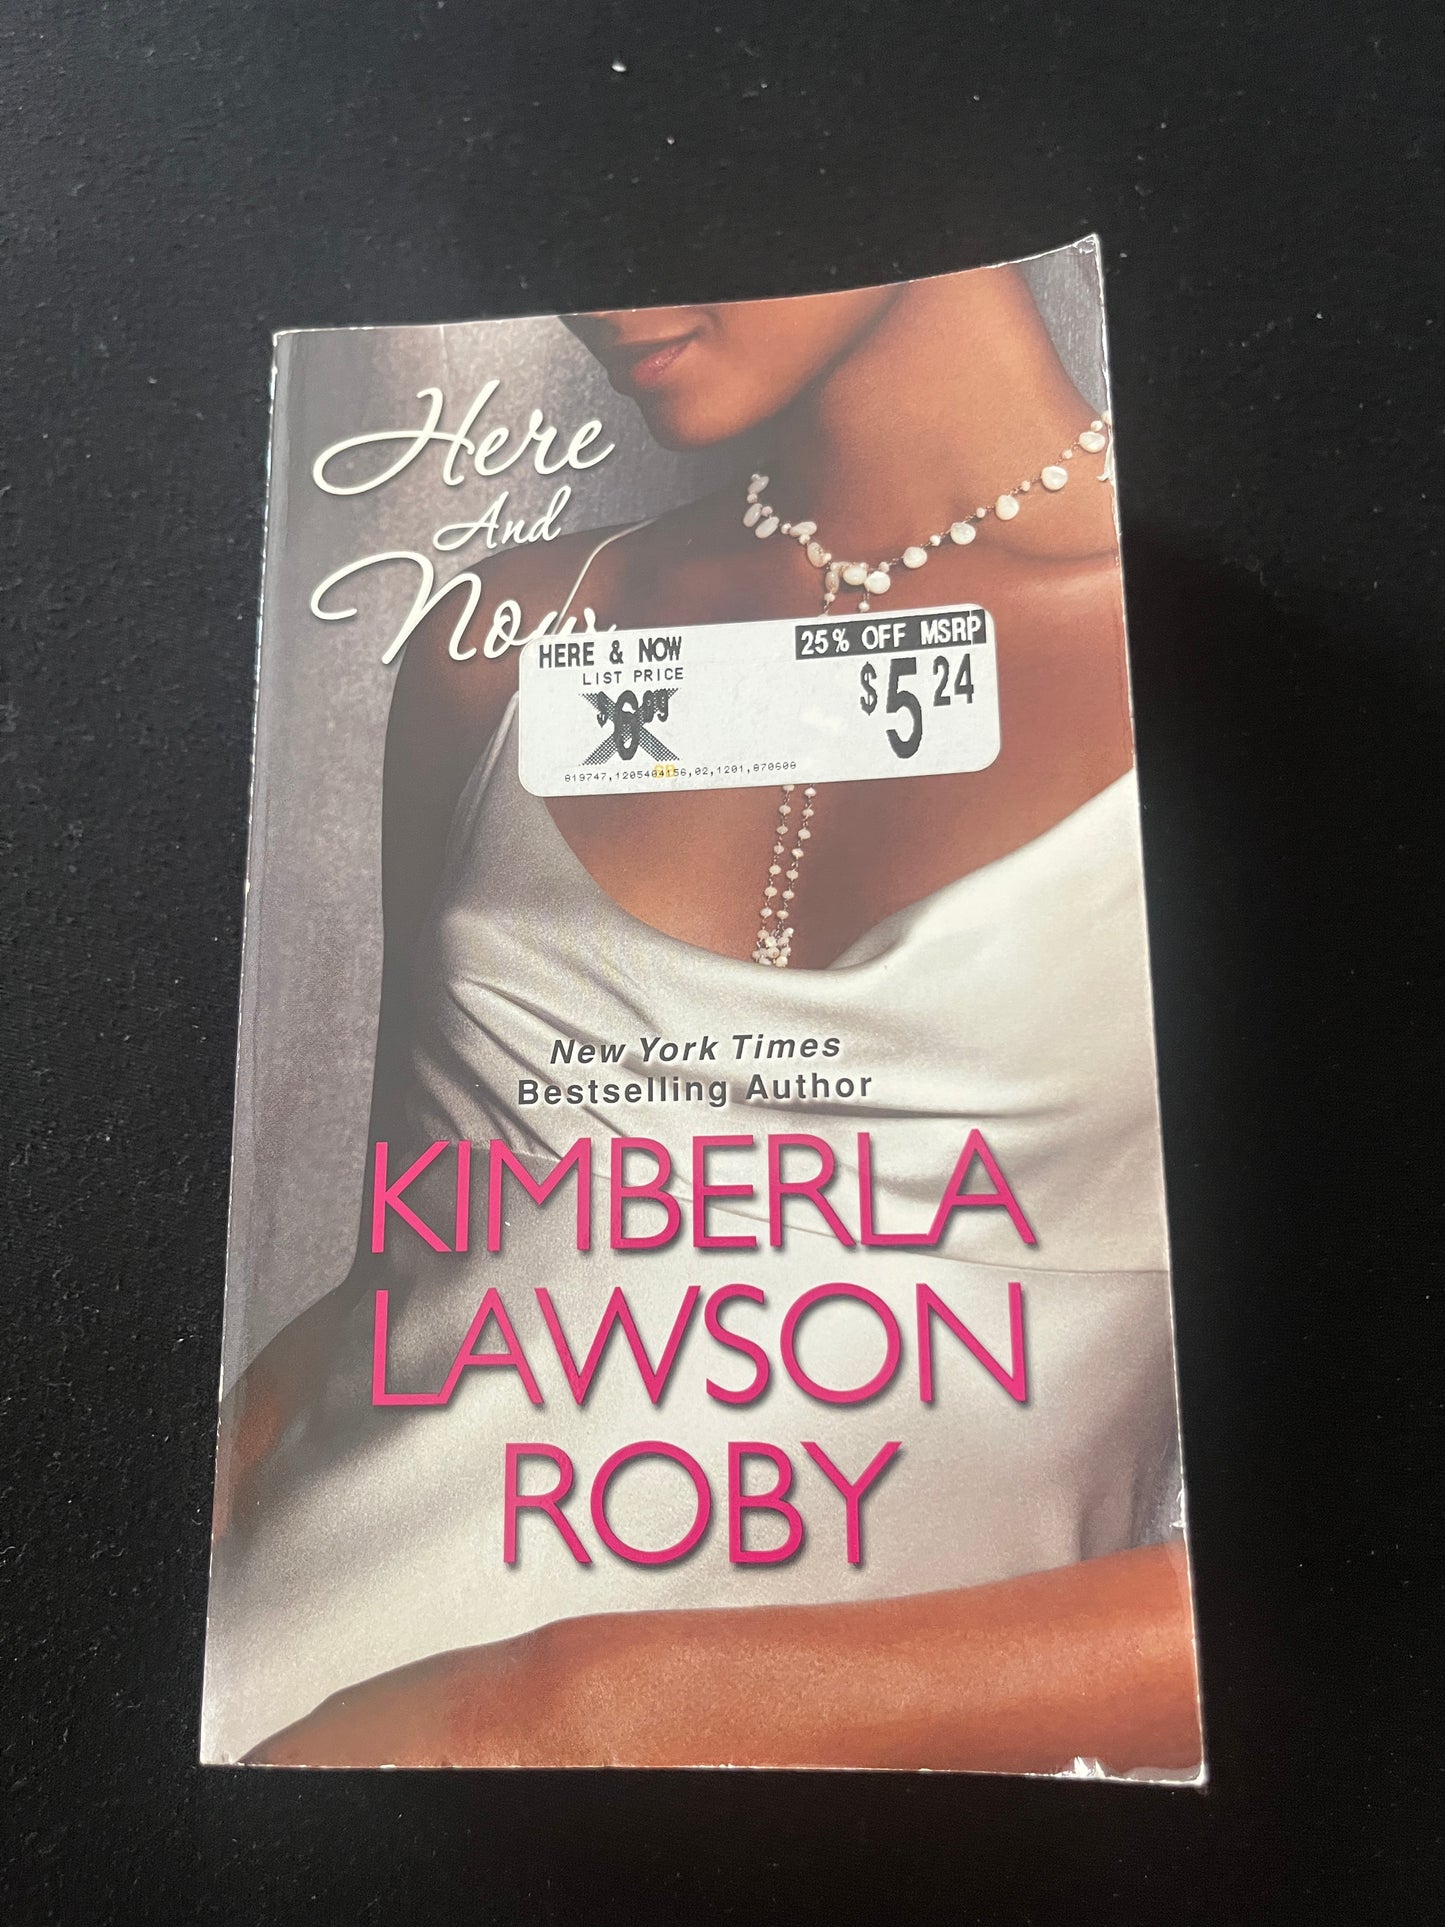 Here
And
Now
HERE & NOW
LIST PRICE
25% OFF MSRP
$5 24
New York Times
Bestselling Author
KIMBERLA
LAWSON
ROBY